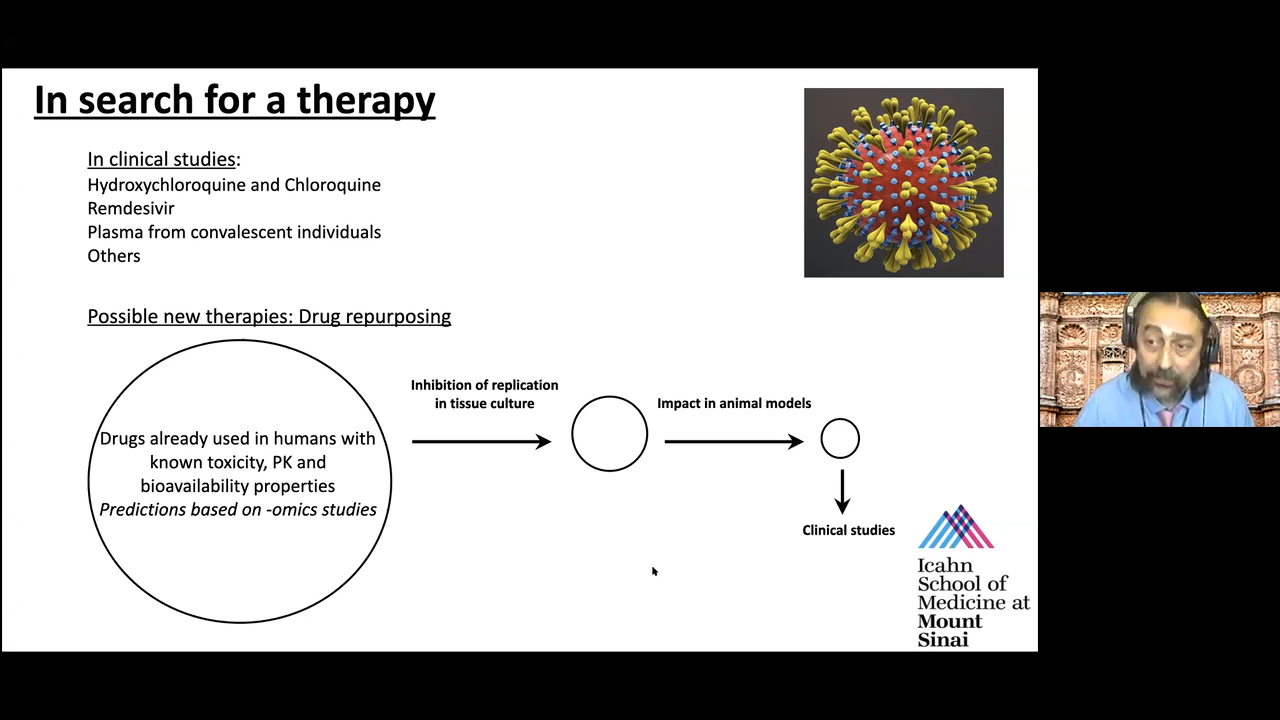 In search for a therapy
In clinical studies:
Hydroxychloroquine and Chloroquine
Remdesivir
Plasma from convalescent individuals
Others
Possible new therapies: Drug repurposing
Drugs already used in humans with
known toxicity, PK and
bioavailability properties
Predictions based on -omics studies
Inhibition of replication
in tissue culture
Impact in animal models
Clinical studies
Icahn
School of
Medicine at
Mount
Sinai